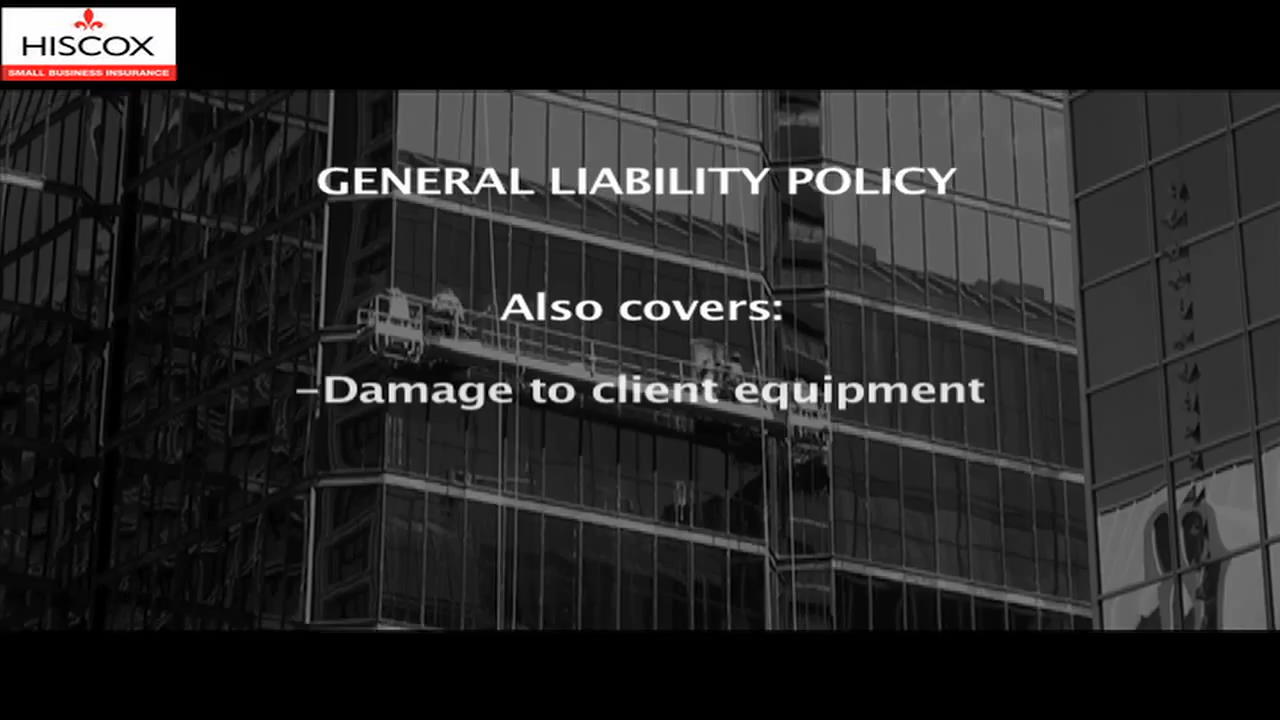 HISCOX
SMALL BUSINESS INSURANCE
GENERAL LIABILITY POLICY
Also covers:
–Damage to client equipment